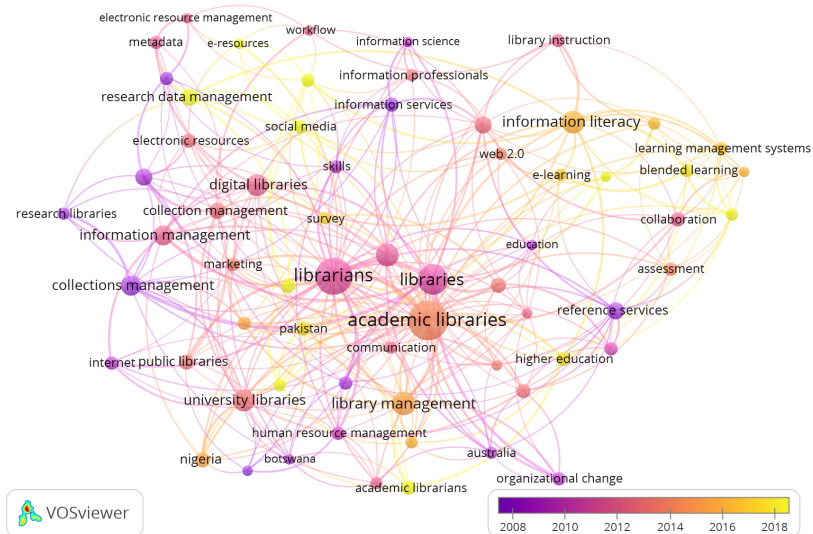 electronic resource management
workflow
metadata
e-resources
information science
library instruction
information professionals
research data management
information services
social media
information literacy
electronic resources
web 2.0
learning management systems
skills
e-learning
blended learning
digital libraries
research libraries
collection management
survey
collaboration
information management
education
marketing
librarians
libraries
assessment
collections management
reference services
academic libraries
pakistan
communication
internet
public libraries
higher education
university libraries
library management
human resource management
nigeria
botswana
australia
academic librarians
organizational change
VOSviewer
2008 2010 2012 2014 2016 2018